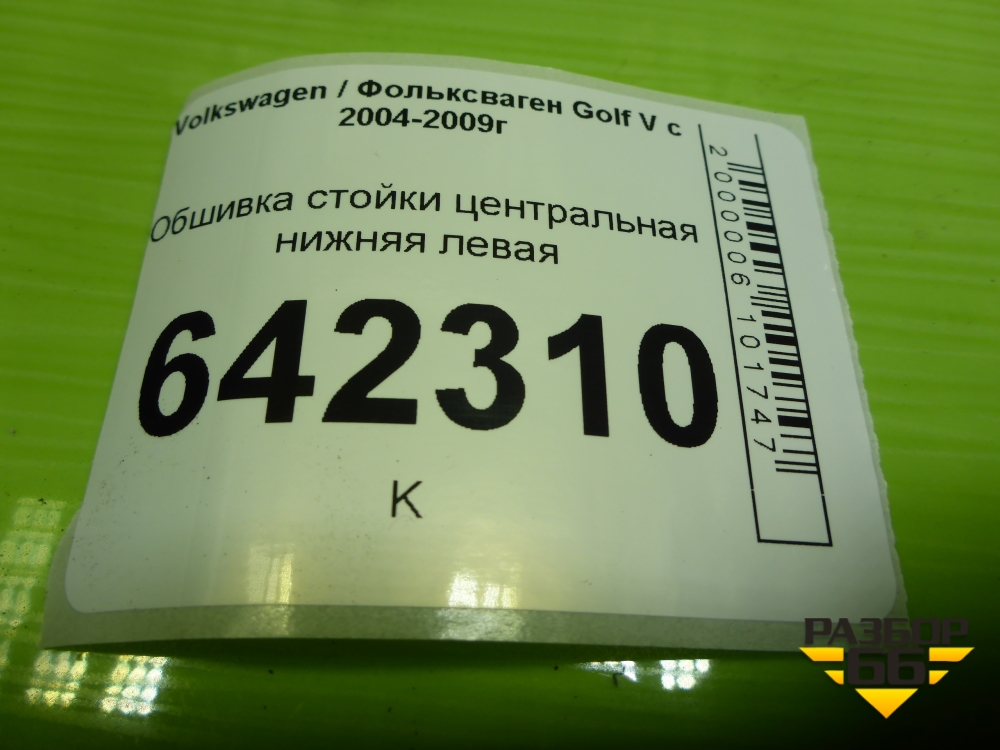 Volkswagen / Фольксваген Golf V с
2004-2009г
Обшивка стойки центральная
нижняя левая
642310
К
2000006101747
РАЗБОР
66